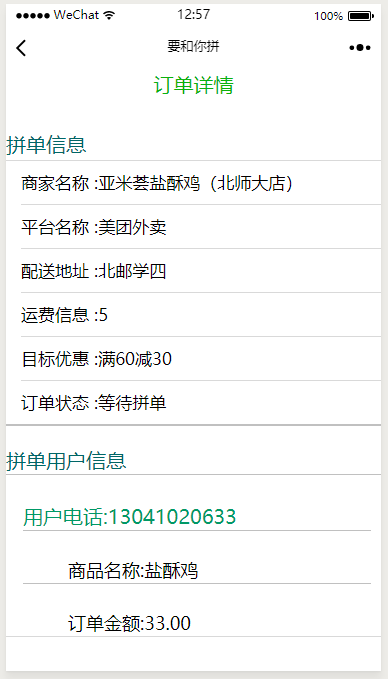 WeChat 12:57 100%
要和你拼
订单详情
拼单信息
商家名称 :亚米荟盐酥鸡（北师大店）
平台名称 :美团外卖
配送地址 :北邮学四
运费信息 :5
目标优惠 :满60减30
订单状态 :等待拼单
拼单用户信息
用户电话:13041020633
商品名称:盐酥鸡
订单金额:33.00